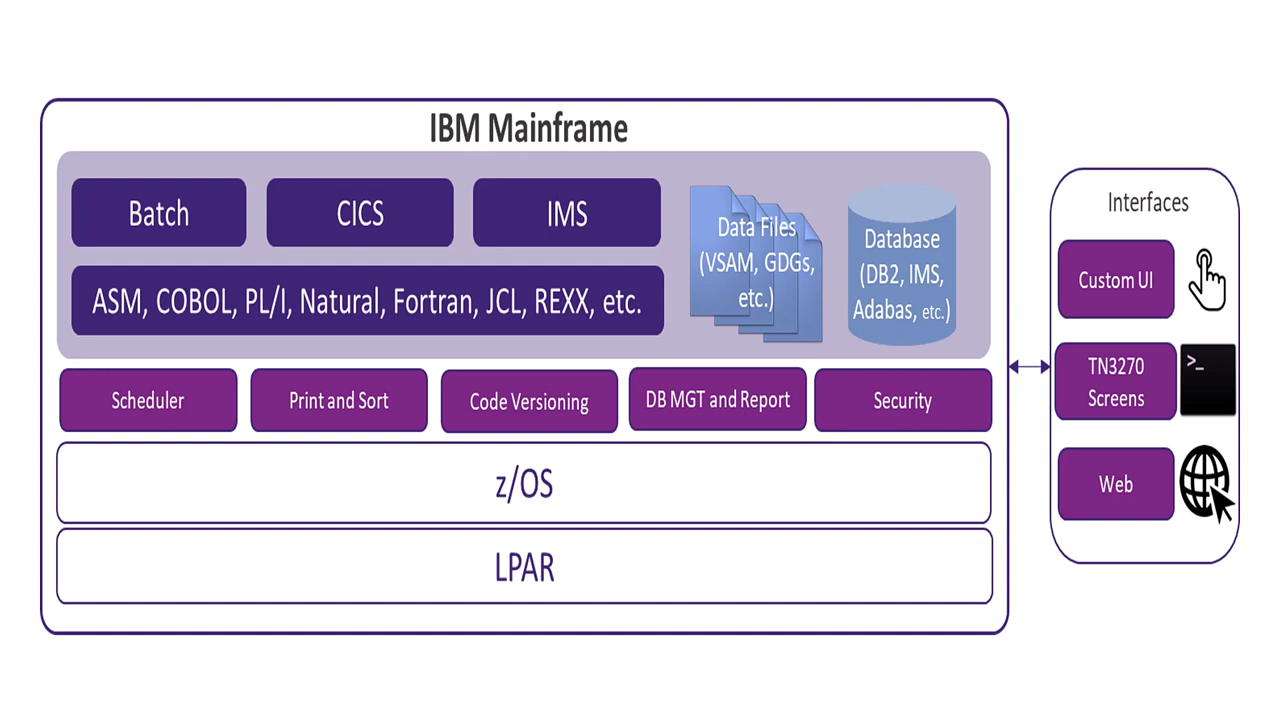 IBM Mainframe
Batch
CICS
IMS
ASM, COBOL, PL/I, Natural, Fortran, JCL, REXX, etc.
Data Files
(VSAM, GDGs,
etc.)
Database
(DB2, IMS,
Adabas, etc.)
Scheduler
Print and Sort
Code Versioning
DB MGT and Report
Security
z/OS
LPAR
Interfaces
Custom UI
TN3270
Screens
>_
Web